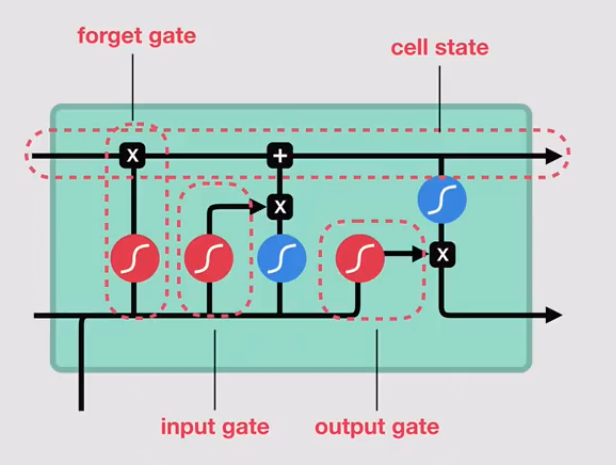 forget gate
cell state
X
+
X
X
input gate
output gate